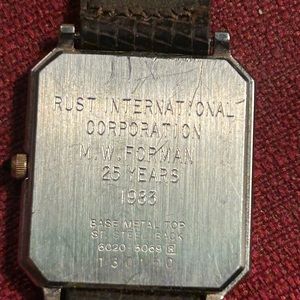 RUST INTERNATIONAL
CORPORATION
M.W. FORMAN
25 YEARS
1983
BASE METAL TOP
ST. STEEL BACK
6020-5069 R